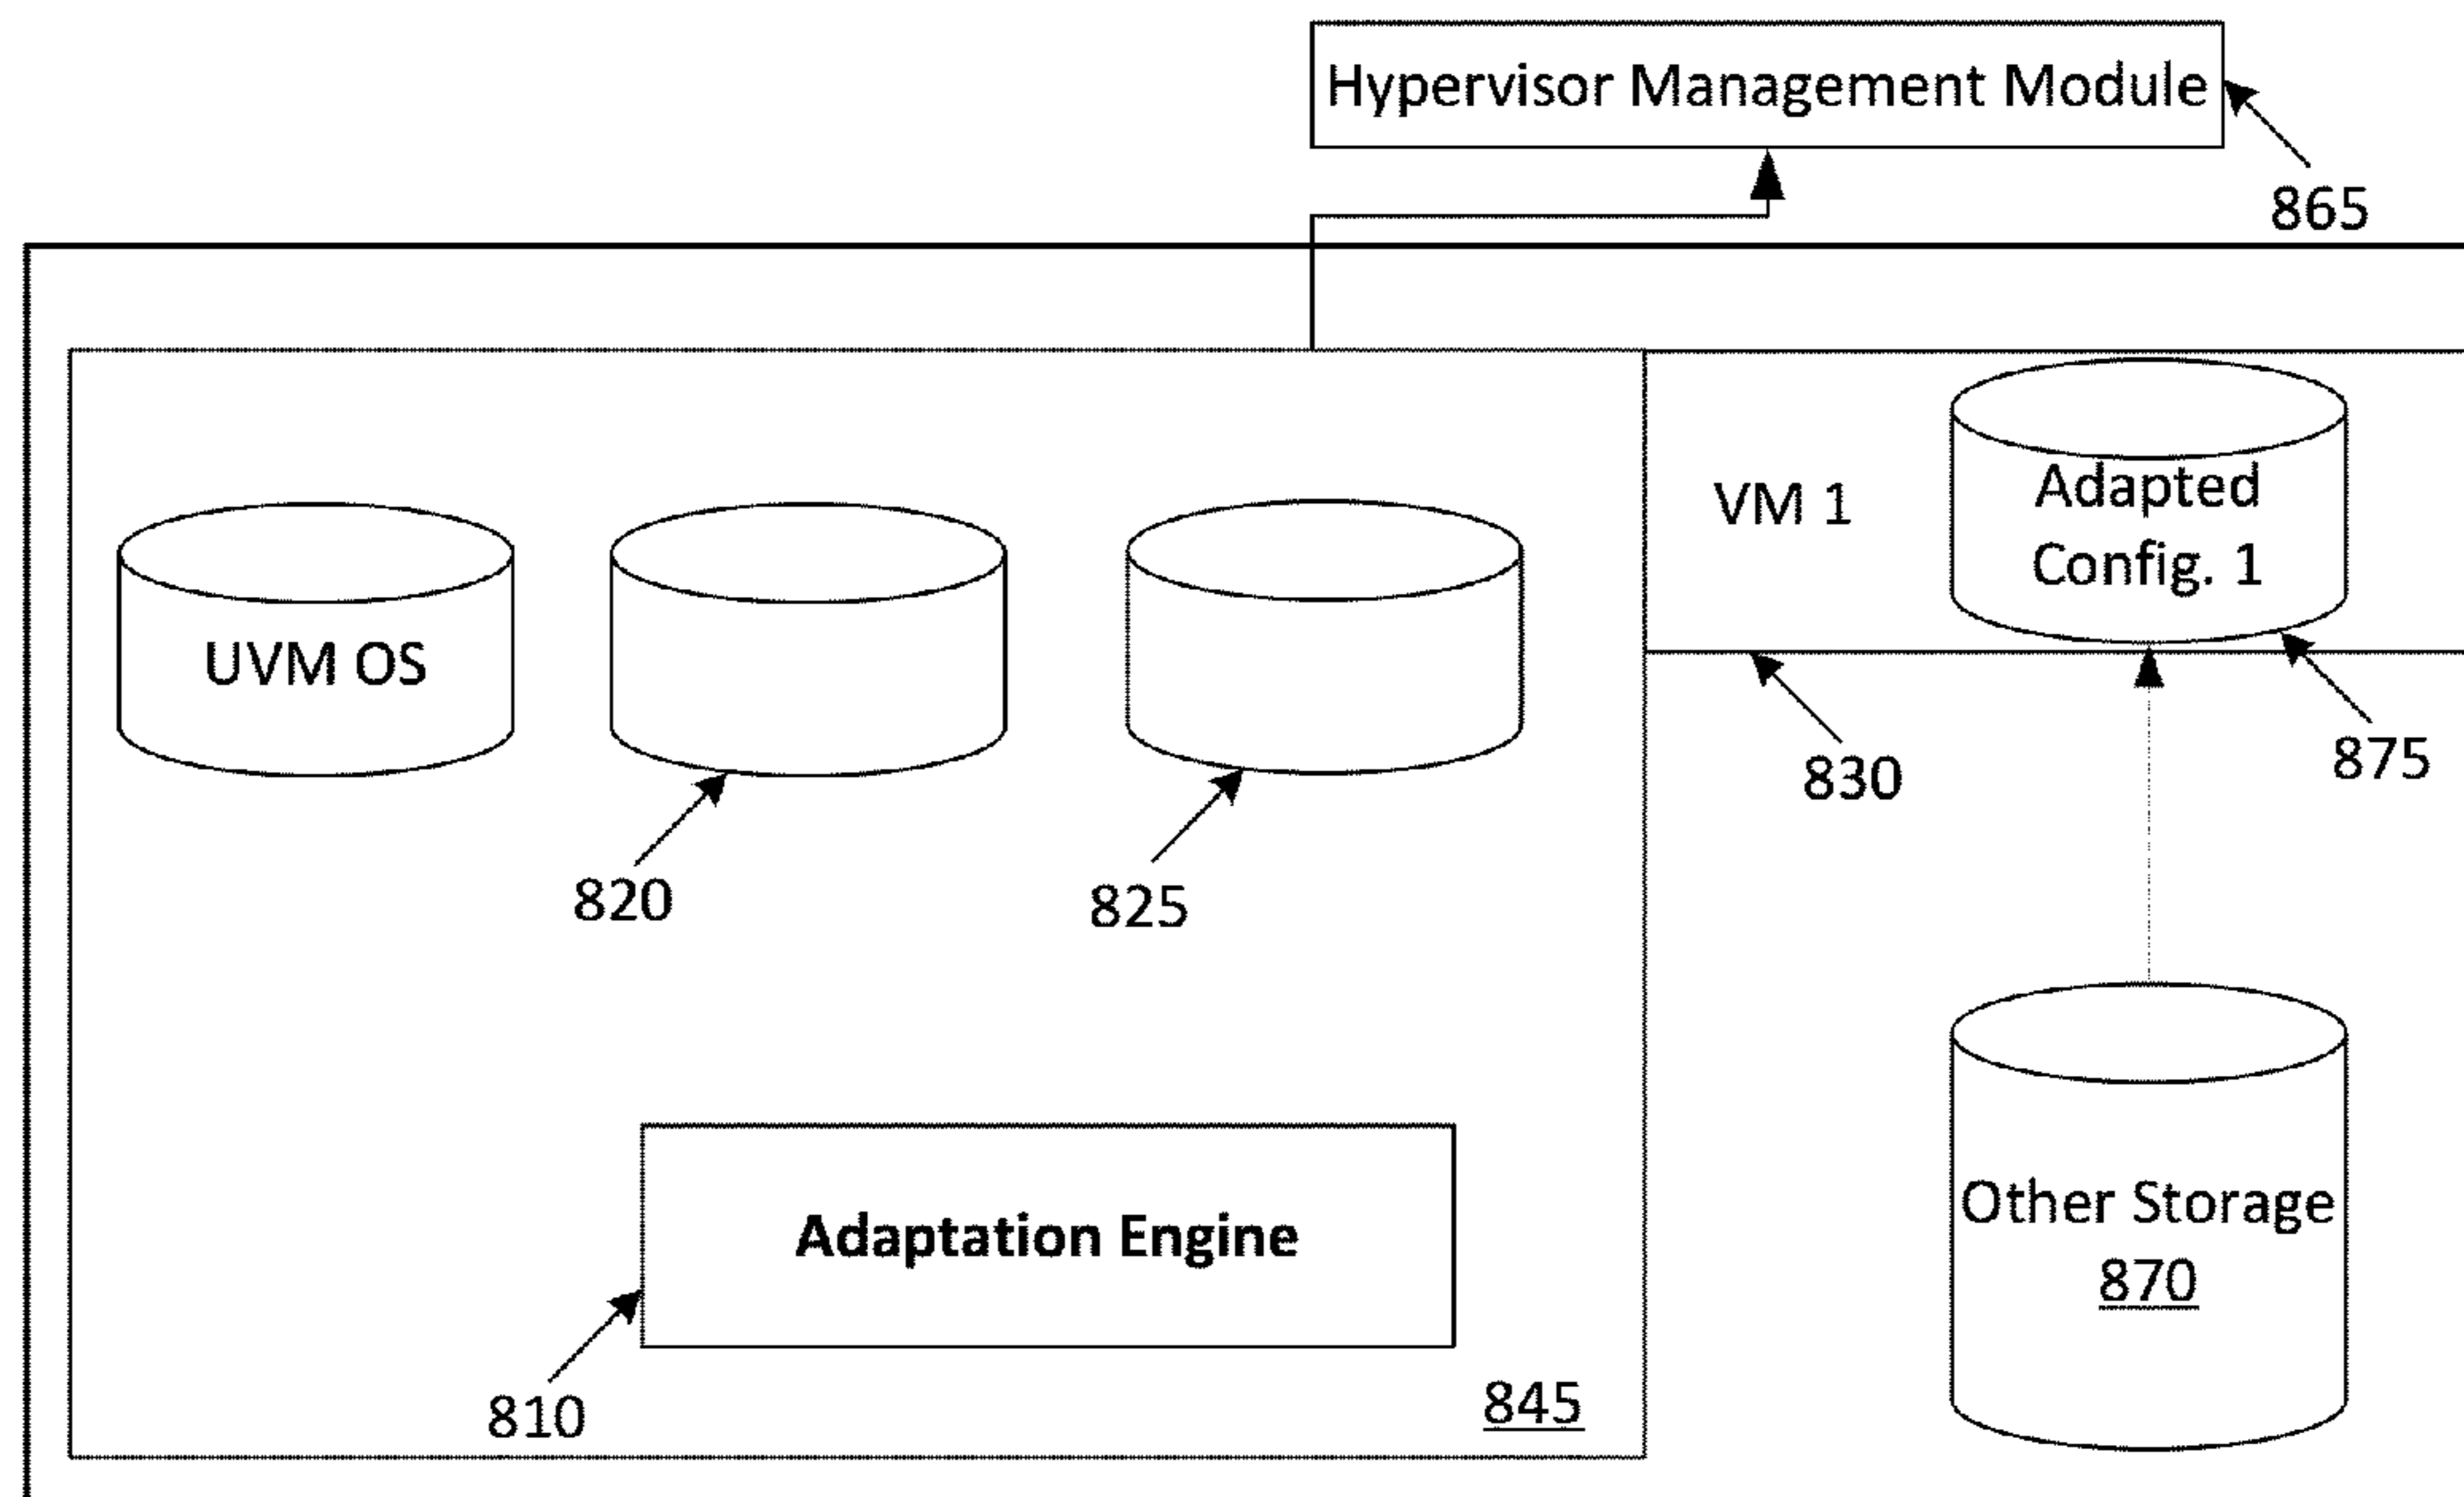 Hypervisor Management Module
865
VM 1
Adapted
Config. 1
UVM OS
830
875
820
825
Other Storage
870
Adaptation Engine
810
845